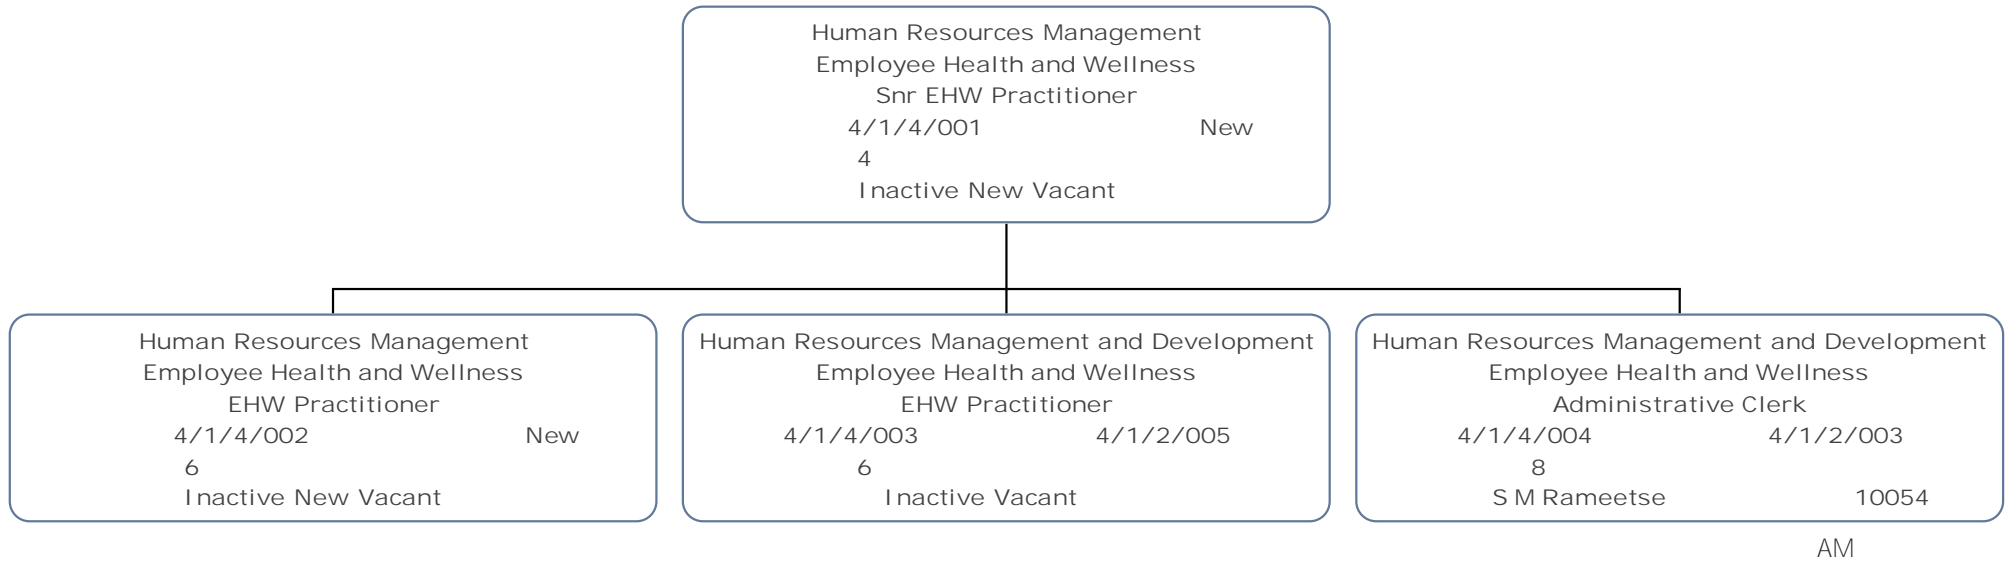 Human Resources Management
Employee Health and Wellness
Snr EHW Practitioner
4/1/4/001 New
4
Inactive New Vacant
Human Resources Management
Employee Health and Wellness
EHW Practitioner
4/1/4/002 New
6
Inactive New Vacant
Human Resources Management and Development
Employee Health and Wellness
EHW Practitioner
4/1/4/003 4/1/2/005
6
Inactive Vacant
Human Resources Management and Development
Employee Health and Wellness
Administrative Clerk
4/1/4/004 4/1/2/003
8
S M Rameetse 10054
AM